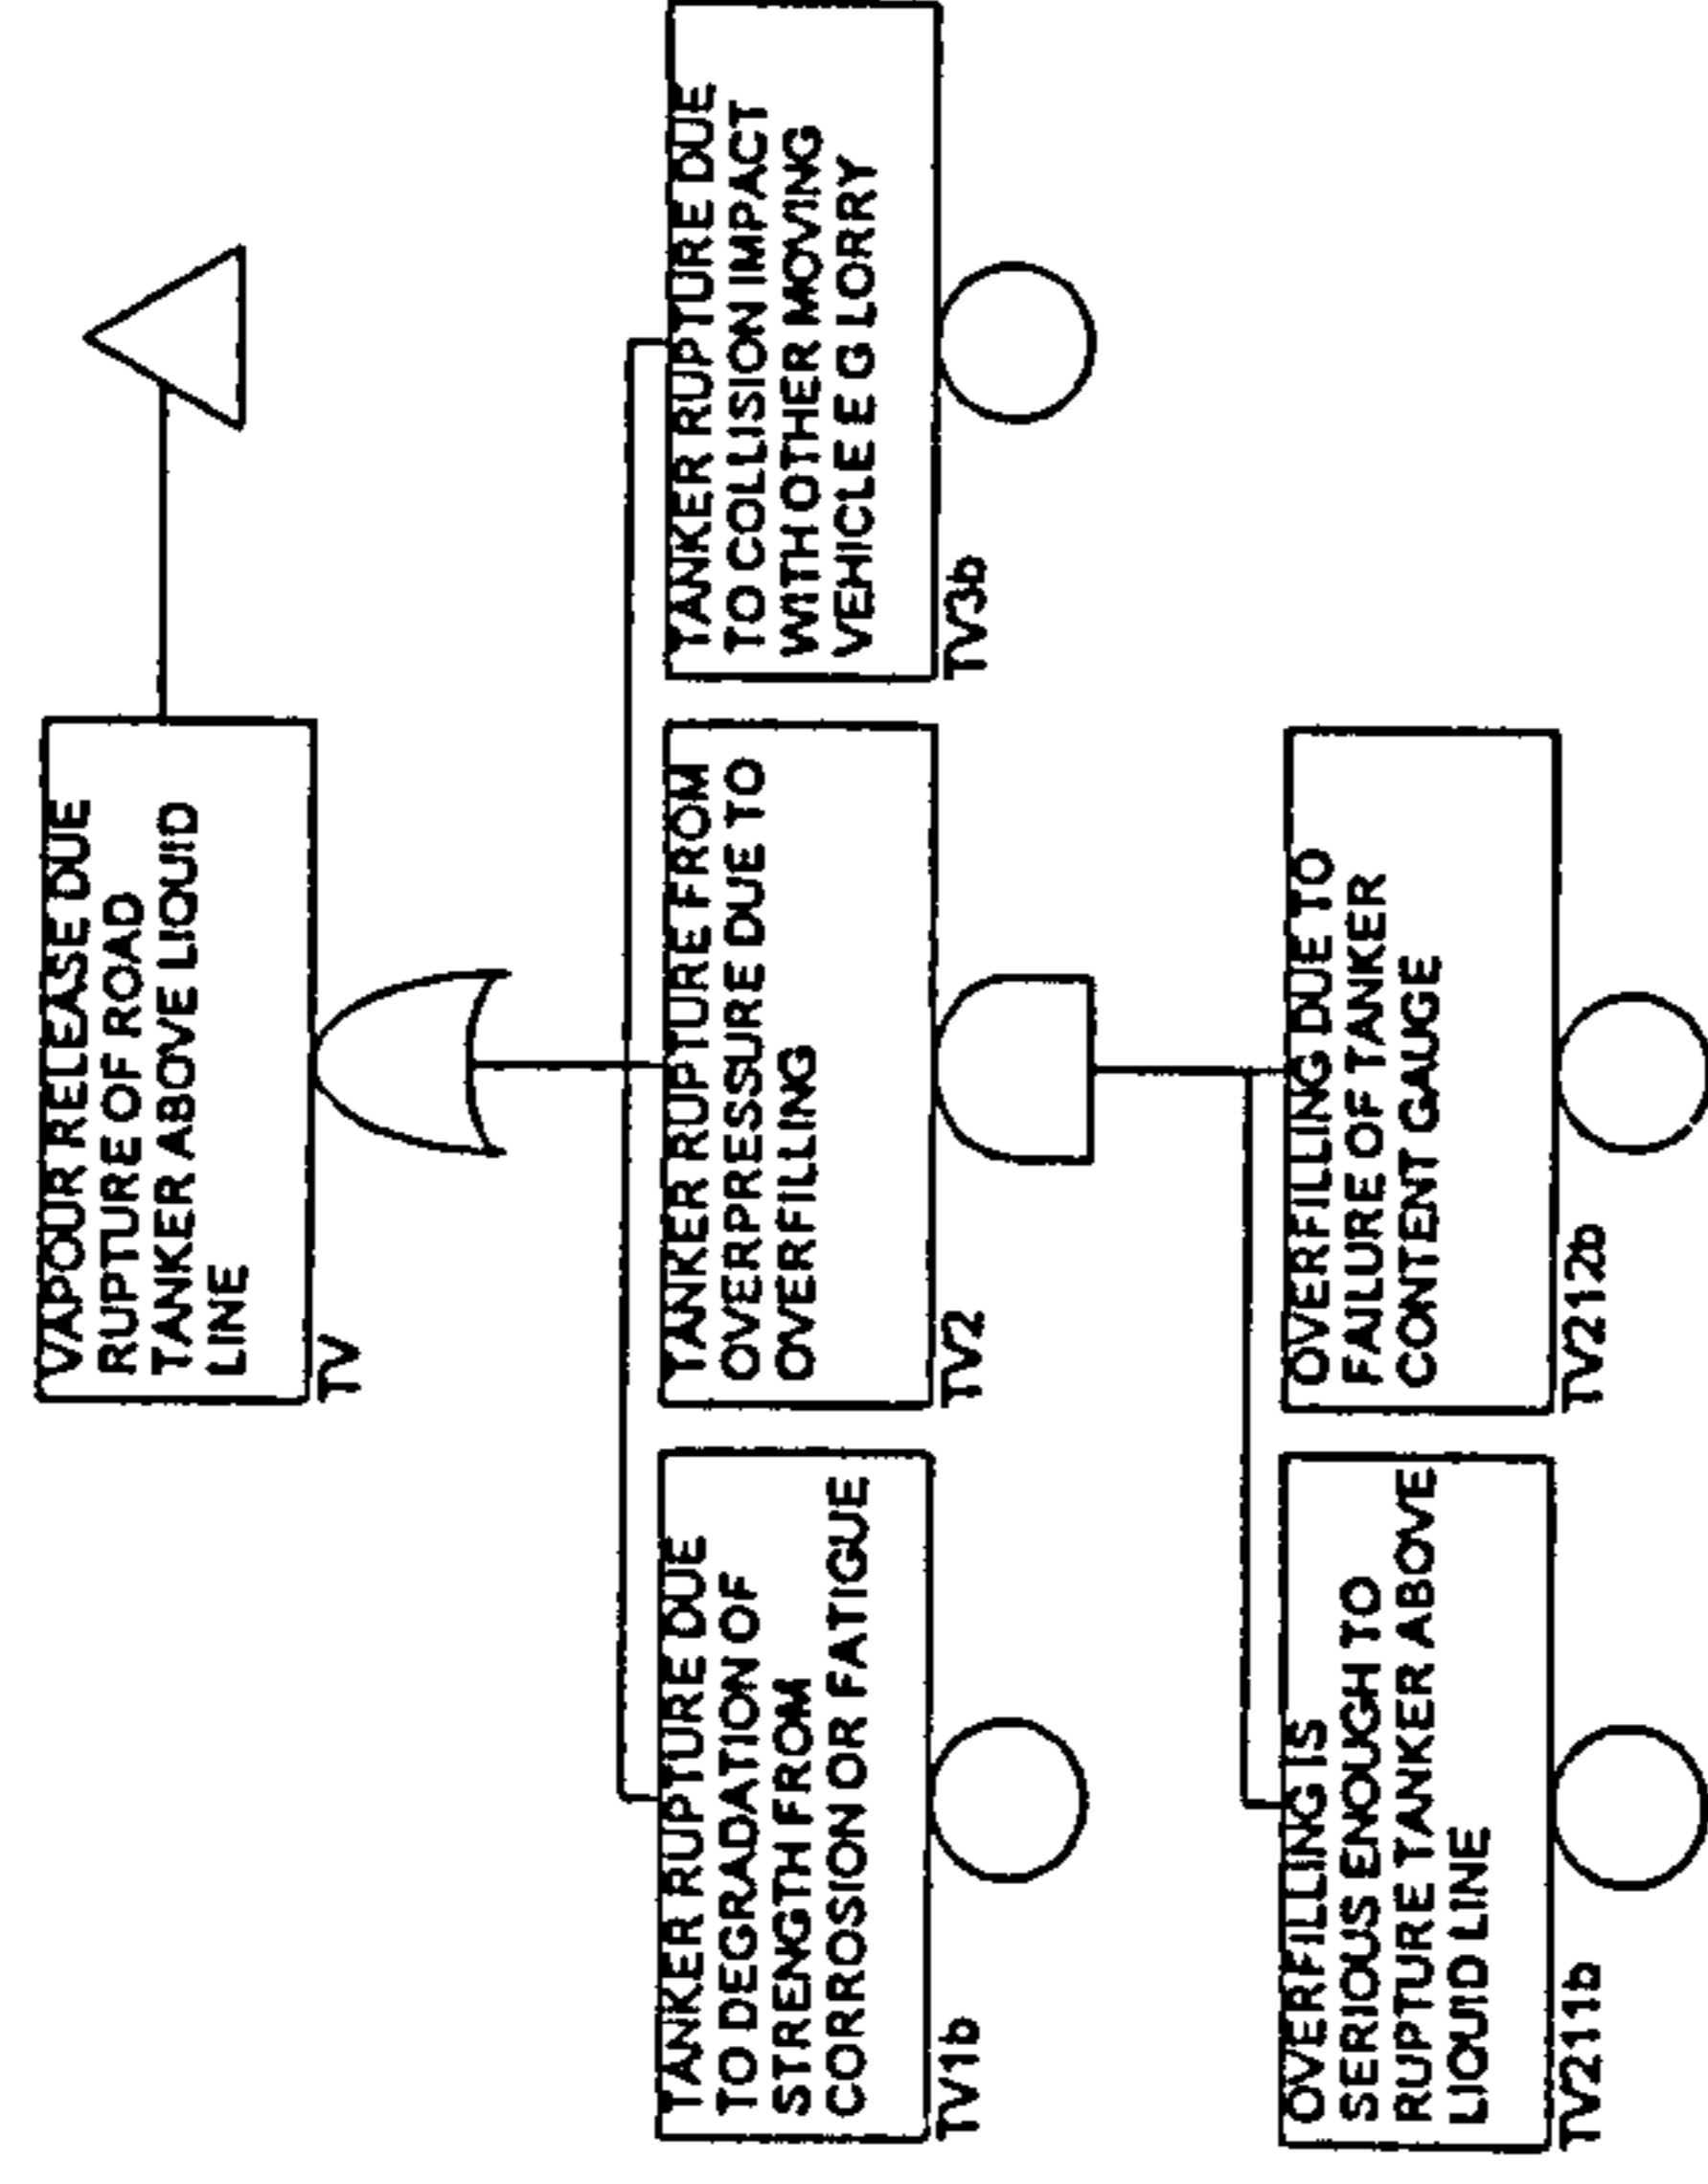 VAPOUR RELEASE DUE
RUPTURE OF ROAD
TANKER ABOVE LIQUID
LINE
TV
TANKER RUPTURE DUE
TO DEGRADATION OF
STRENGTH FROM
CORROSION OR FATIGUE
TV1b
TANKER RUPTURE FROM
OVERPRESSURE DUE TO
OVERFILLING
TV2
TANKER RUPTURE DUE
TO COLLISION IMPACT
WITH OTHER MOVING
VEHICLE E G LORRY
TV3b
OVERFILLING IS
SERIOUS ENOUGH TO
RUPTURE TANKER ABOVE
LIQUID LINE
TV211b
OVERFILLING DUE TO
FAILURE OF TANKER
CONTENT GAUGE
TV212b